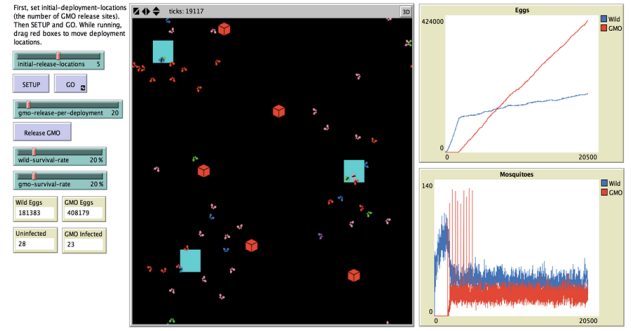 First, set initial-deployment-locations
(the number of GMO release sites).
Then SETUP and GO. While running,
drag red boxes to move deployment
locations.
initial-release-locations 5
SETUP
GO
gmo-release-per-deployment 20
Release GMO
wild-survival-rate 20 %
gmo-survival-rate 20 %
Wild Eggs
181383
GMO Eggs
408179
Uninfected
28
GMO Infected
23
ticks: 19117
3D
Eggs
424000
0
0
20500
Wild
GMO
Mosquitoes
140
0
0
20500
Wild
GMO